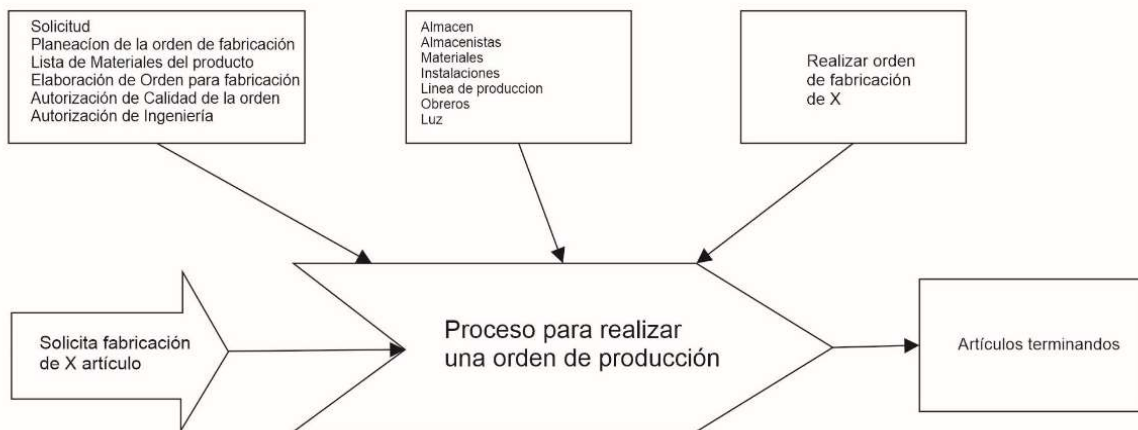 Solicitud
Planeacíon de la orden de fabricación
Lista de Materiales del producto
Elaboración de Orden para fabricación
Autorización de Calidad de la orden
Autorización de Ingeniería
Almacen
Almacenistas
Materiales
Instalaciones
Linea de produccion
Obreros
Luz
Realizar orden
de fabricación
de X
Solicita fabricación
de X artículo
Proceso para realizar
una orden de producción
Artículos terminandos